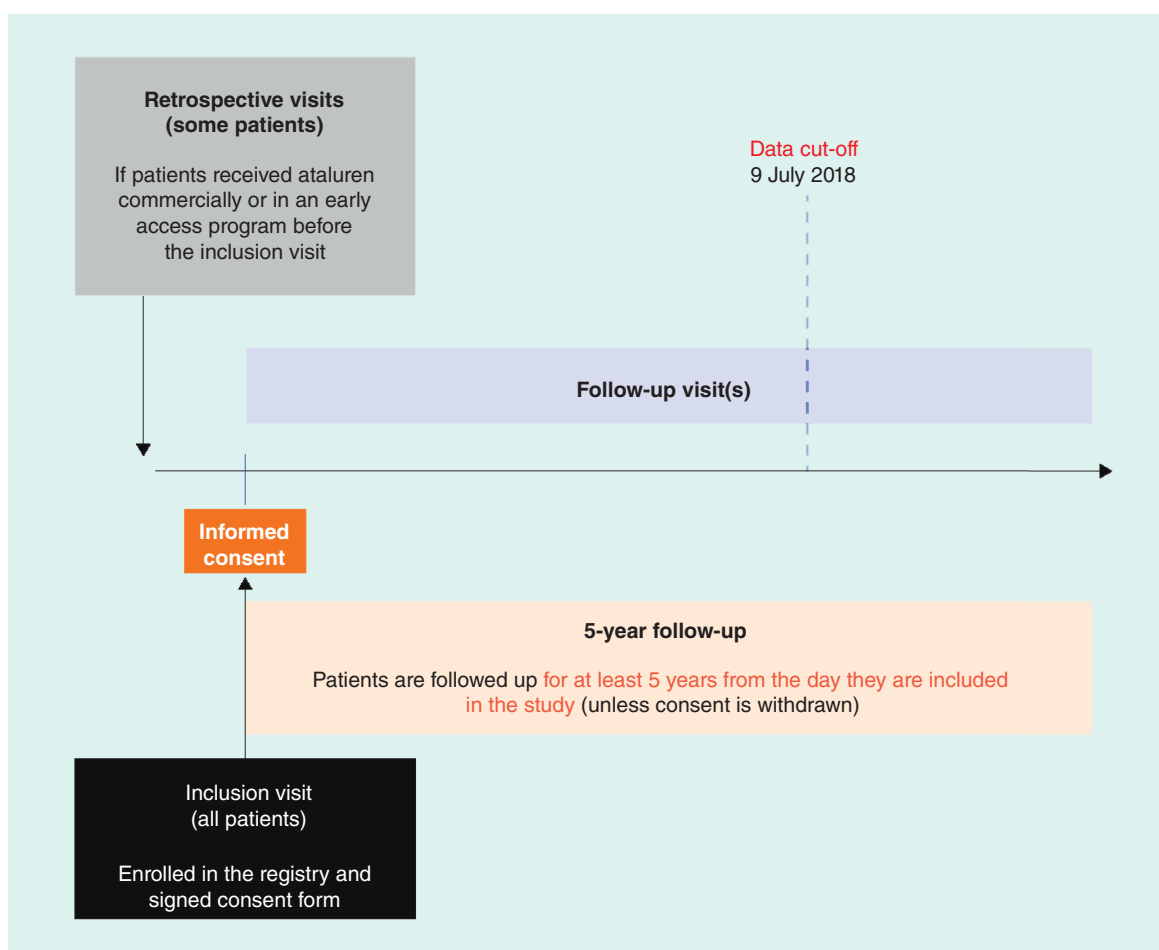 Retrospective visits
(some patients)
If patients received ataluren
commercially or in an early
access program before
the inclusion visit
Data cut-off
9 July 2018
Follow-up visit(s)
Informed
consent
5-year follow-up
Patients are followed up for at least 5 years from the day they are included
in the study (unless consent is withdrawn)
Inclusion visit
(all patients)
Enrolled in the registry and
signed consent form